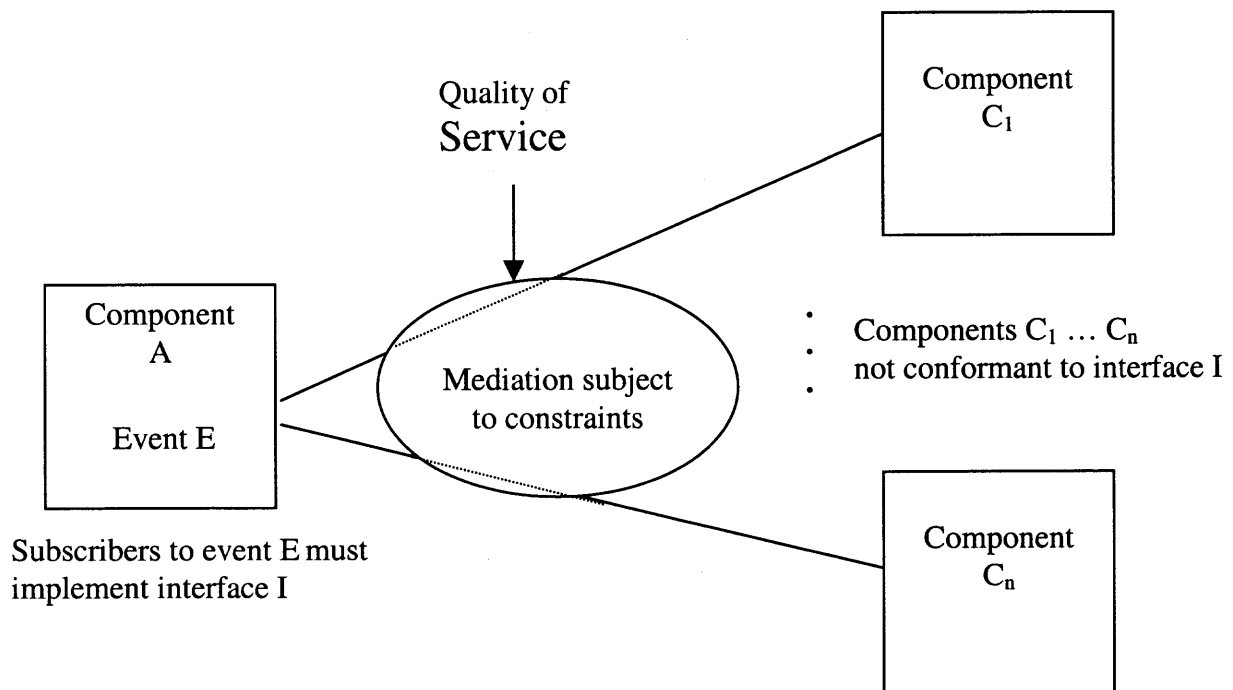 Quality of
Service
Component
C₁
Component
A
Event E
Mediation subject
to constraints
Components C₁ ... Cₙ
not conformant to interface I
Subscribers to event E must
implement interface I
Component
Cₙ